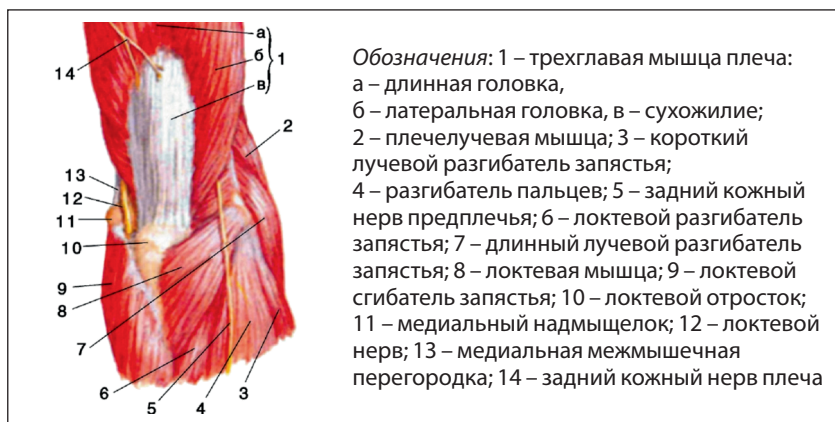 а
б 1
в
14
2
13
12
11
10
9
8
7
6
5
4
3
Обозначения: 1 – трехглавая мышца плеча:
а – длинная головка,
б – латеральная головка, в – сухожилие;
2 – плечелучевая мышца; 3 – короткий
лучевой разгибатель запястья;
4 – разгибатель пальцев; 5 – задний кожный
нерв предплечья; 6 – локтевой разгибатель
запястья; 7 – длинный лучевой разгибатель
запястья; 8 – локтевая мышца; 9 – локтевой
сгибатель запястья; 10 – локтевой отросток;
11 – медиальный надмыщелок; 12 – локтевой
нерв; 13 – медиальная межмышечная
перегородка; 14 – задний кожный нерв плеча